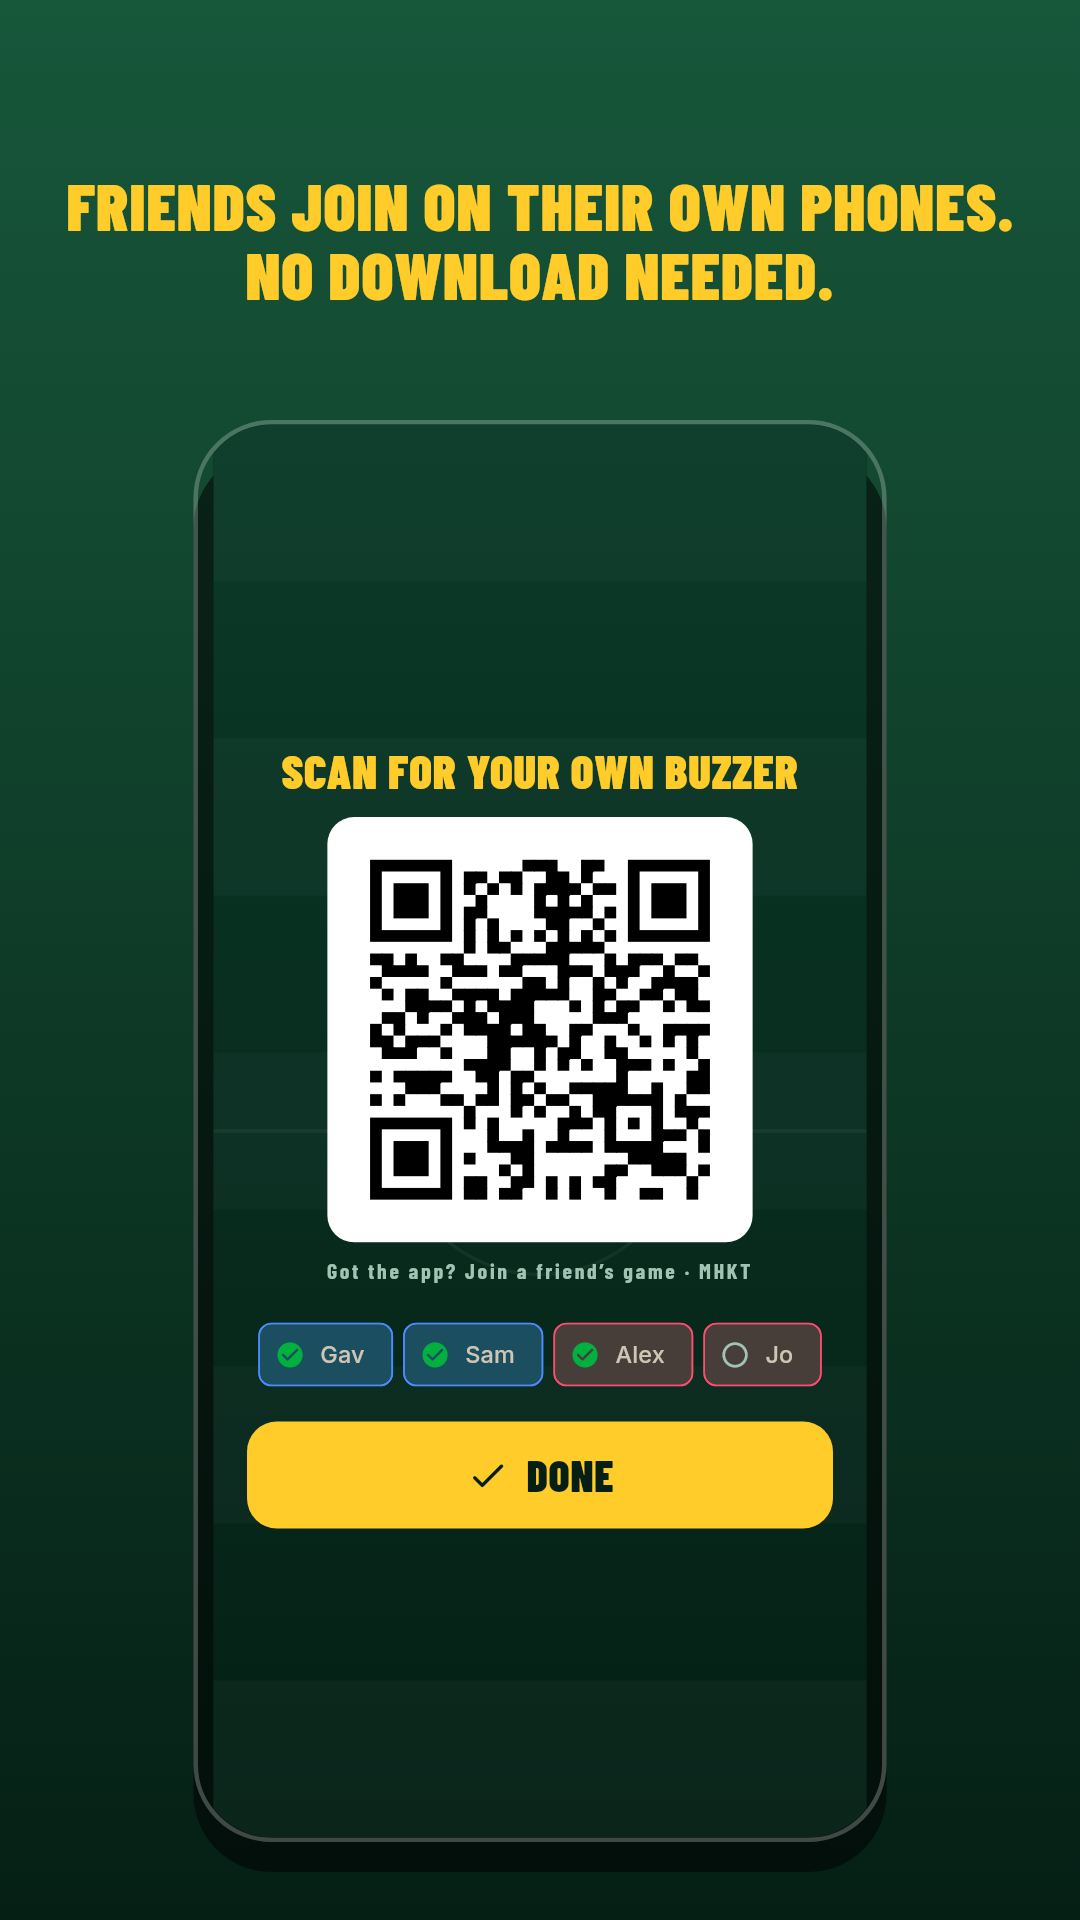 FRIENDS JOIN ON THEIR OWN PHONES.
NO DOWNLOAD NEEDED.
SCAN FOR YOUR OWN BUZZER
Got the app? Join a friend’s game · MHKT
Gav Sam Alex Jo
DONE